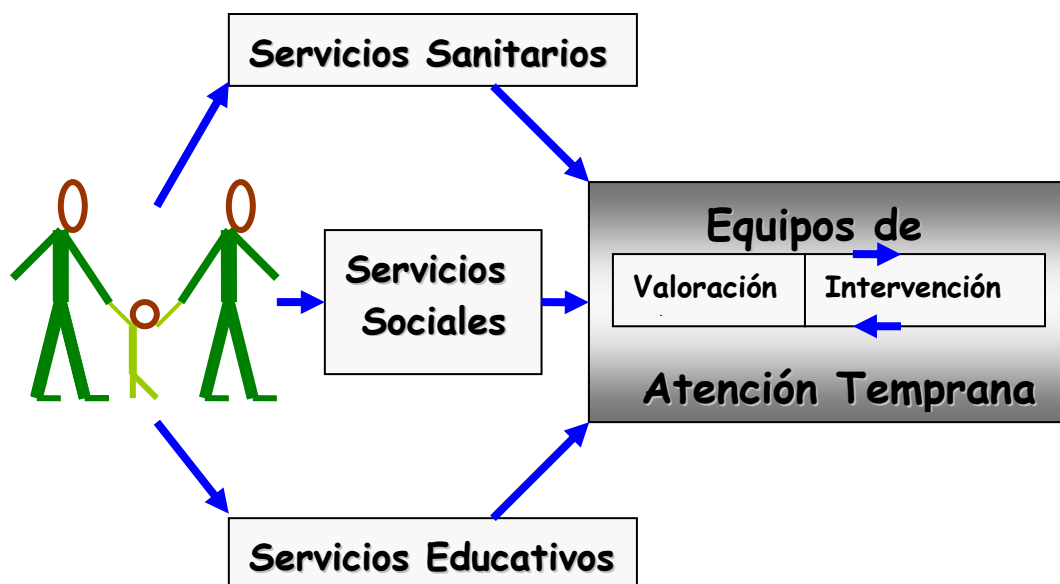 Servicios Sanitarios
Equipos de
Servicios
Sociales
Valoración
Intervención
Atención Temprana
Servicios Educativos